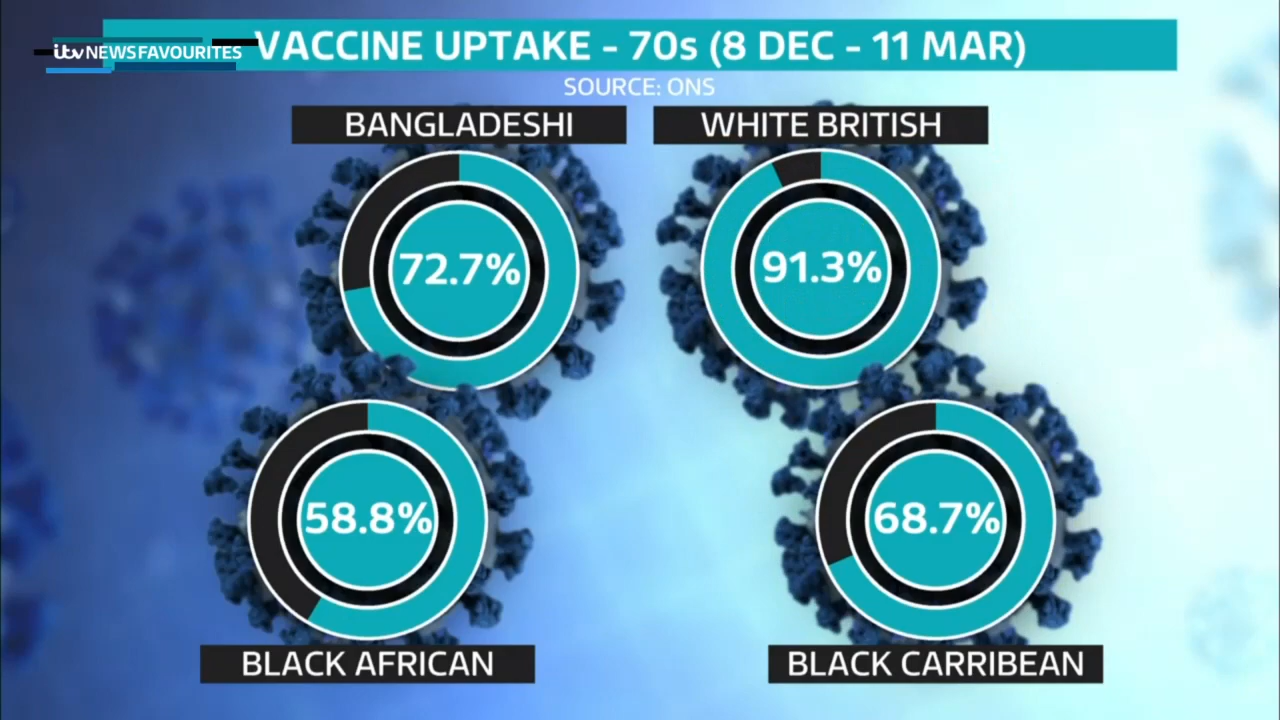 itv NEWS FAVOURITES
VACCINE UPTAKE - 70s (8 DEC - 11 MAR)
SOURCE: ONS
BANGLADESHI
WHITE BRITISH
72.7%
91.3%
58.8%
68.7%
BLACK AFRICAN
BLACK CARRIBEAN